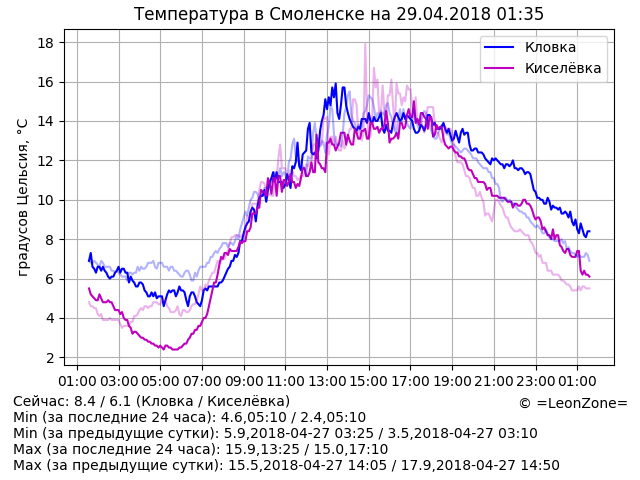 Температура в Смоленске на 29.04.2018 01:35
градусов Цельсия, °C
18
16
14
12
10
8
6
4
2
Кловка
Киселёвка
01:00 03:00 05:00 07:00 09:00 11:00 13:00 15:00 17:00 19:00 21:00 23:00 01:00
Сейчас: 8.4 / 6.1 (Кловка / Киселёвка)
© =LeonZone=
Min (за последние 24 часа): 4.6,05:10 / 2.4,05:10
Min (за предыдущие сутки): 5.9,2018-04-27 03:25 / 3.5,2018-04-27 03:10
Max (за последние 24 часа): 15.9,13:25 / 15.0,17:10
Max (за предыдущие сутки): 15.5,2018-04-27 14:05 / 17.9,2018-04-27 14:50